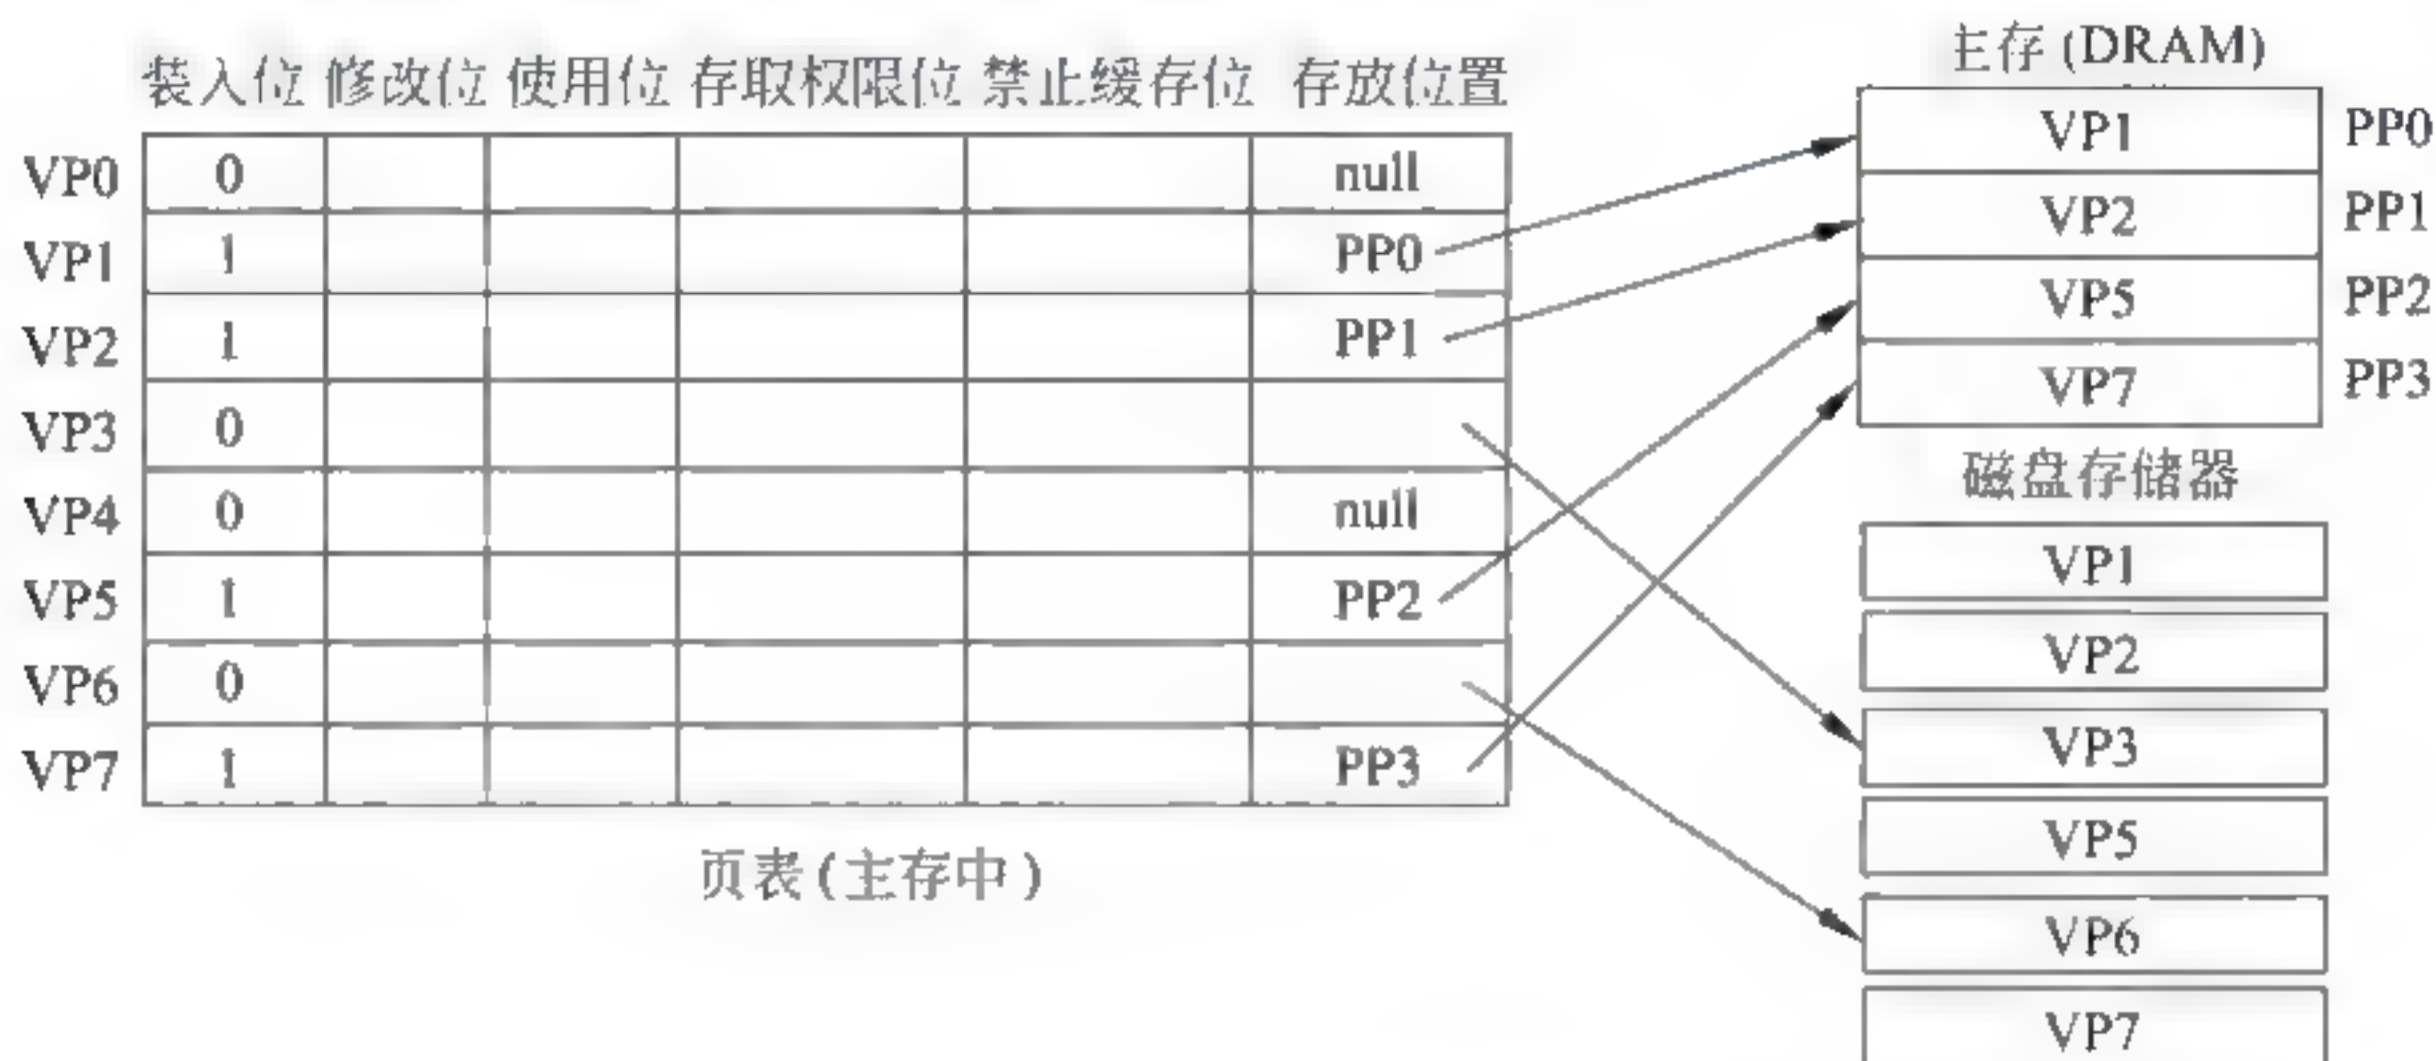 装入位 修改位 使用位 存取权限位 禁止缓存位 存放位置
VP0 0 null
VP1 1 PP0
VP2 1 PP1
VP3 0
VP4 0 null
VP5 1 PP2
VP6 0
VP7 1 PP3
页表(主存中)
主存(DRAM)
VP1 PP0
VP2 PP1
VP5 PP2
VP7 PP3
磁盘存储器
VP1
VP2
VP3
VP5
VP6
VP7